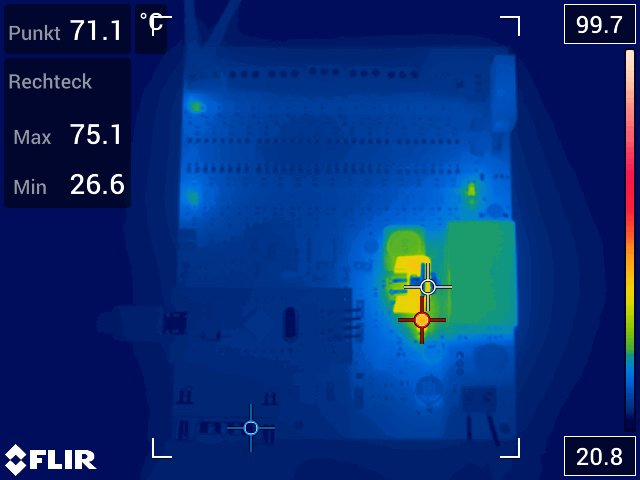 Punkt 71.1 °C
99.7
Rechteck
Max 75.1
Min 26.6
FLIR
20.8